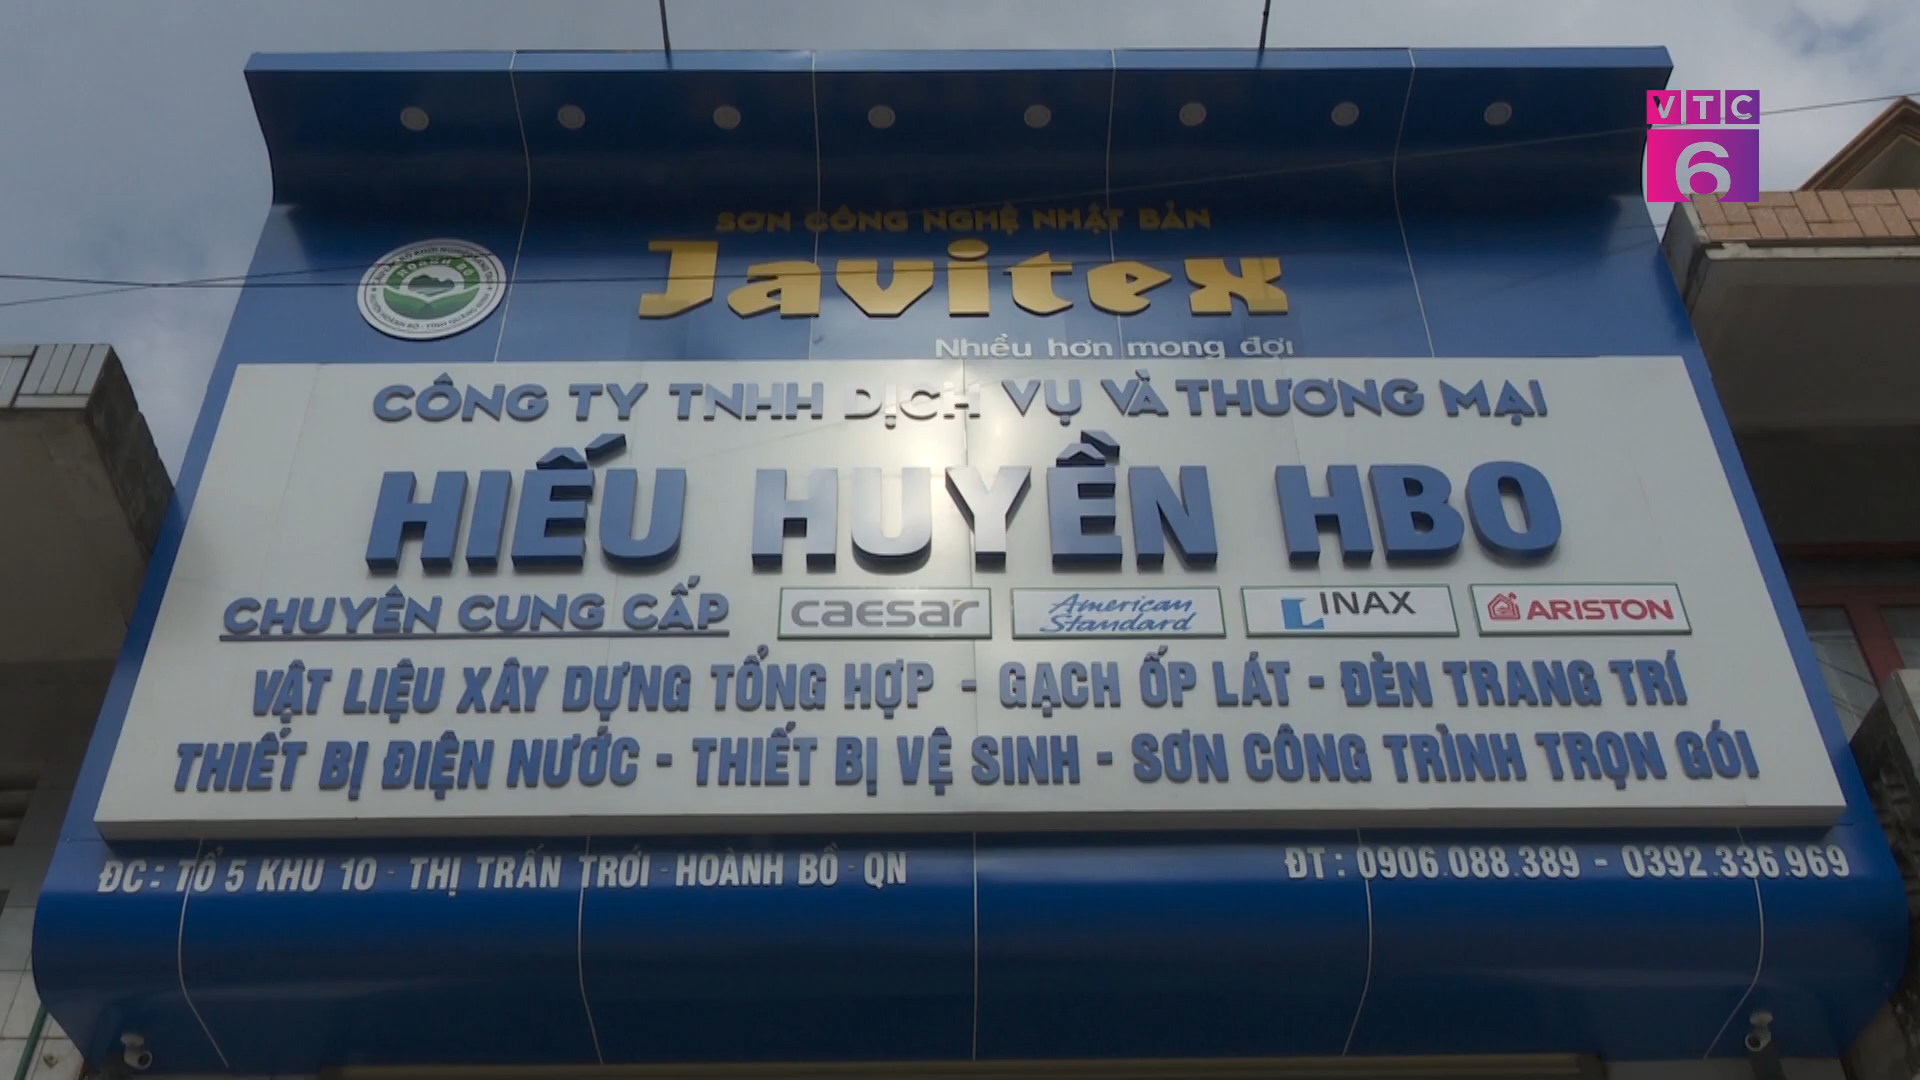 VTC
6
SƠN CÔNG NGHỆ NHẬT BẢN
Javitex
Nhiều hơn mong đợi
HOÀNH BỒ
CÔNG TY TNHH DỊCH VỤ VÀ THƯƠNG MẠI
HIẾU HUYỀN HBO
CHUYÊN CUNG CẤP
CAESAR
American Standard
INAX
ARISTON
VẬT LIỆU XÂY DỰNG TỔNG HỢP - GẠCH ỐP LÁT - ĐÈN TRANG TRÍ
THIẾT BỊ ĐIỆN NƯỚC - THIẾT BỊ VỆ SINH - SƠN CÔNG TRÌNH TRỌN GÓI
ĐC : TỔ 5 KHU 10 - THỊ TRẤN TRỚI - HOÀNH BỒ - QN
ĐT : 0906.088.389 - 0392.336.969